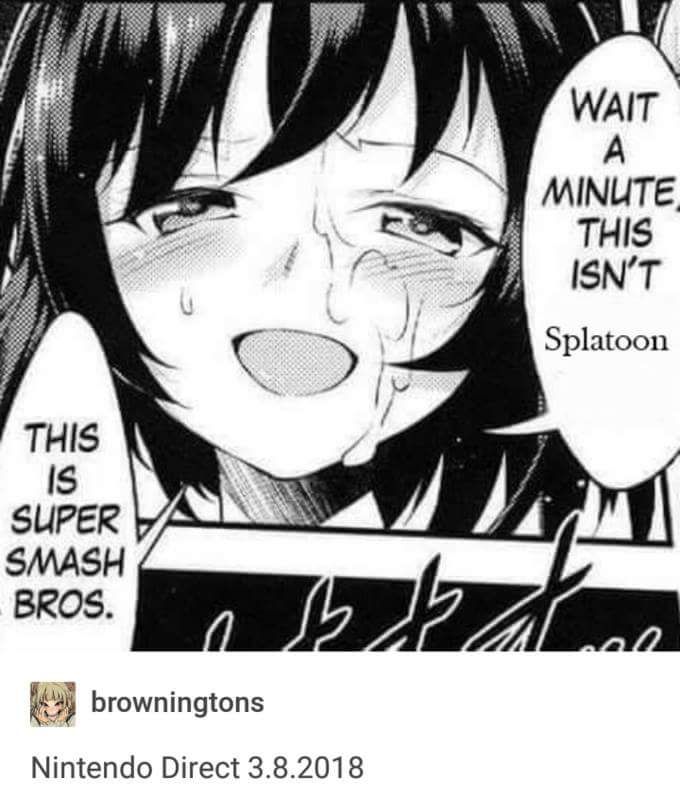 WAIT
A
MINUTE,
THIS
ISN'T
Splatoon
THIS
IS
SUPER
SMASH
BROS.
browningtons
Nintendo Direct 3.8.2018